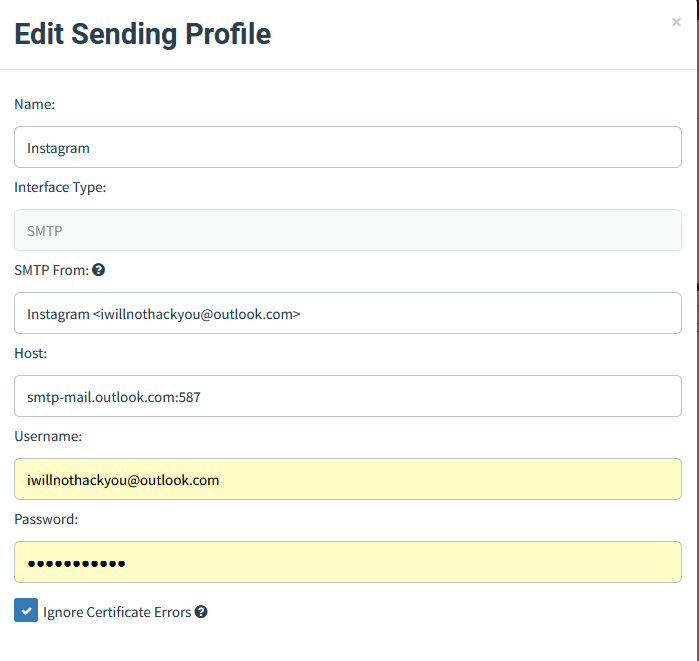 Edit Sending Profile
×
Name:
Instagram
Interface Type:
SMTP
SMTP From: ?
Instagram <iwillnothackyou@outlook.com>
Host:
smtp-mail.outlook.com:587
Username:
iwillnothackyou@outlook.com
Password:
●●●●●●●●●●●
Ignore Certificate Errors ?